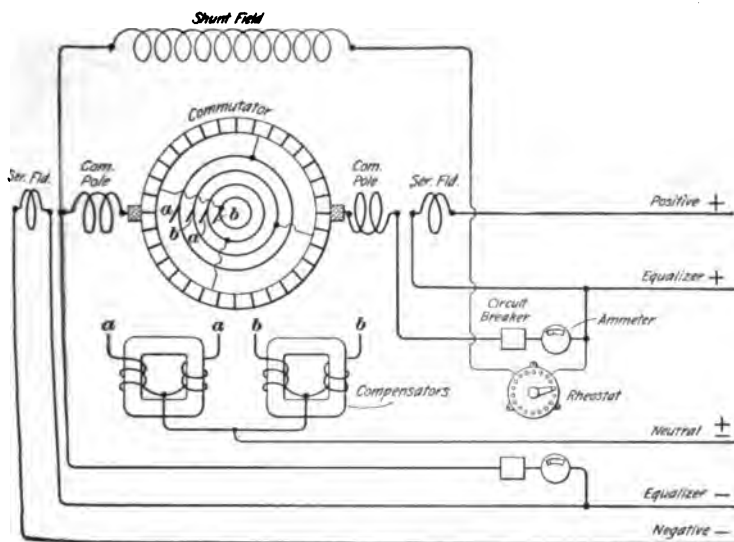 Shunt Field
Commutator
Ser. Fld.
Com.
Pole
Com.
Pole
Ser. Fld.
Positive +
a
b
b
a
Equalizer +
Circuit
Breaker
Ammeter
a
a
b
b
Compensators
Rheostat
Neutral ±
Equalizer −
Negative −